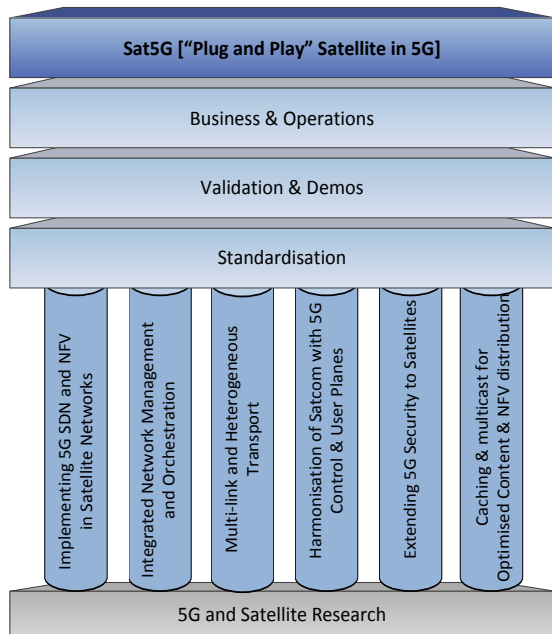 Sat5G [“Plug and Play” Satellite in 5G]
Business & Operations
Validation & Demos
Standardisation
Implementing 5G SDN and NFV
in Satellite Networks
Integrated Network Management
and Orchestration
Multi-link and Heterogeneous
Transport
Harmonisation of Satcom with 5G
Control & User Planes
Extending 5G Security to Satellites
Caching & multicast for
Optimised Content & NFV distribution
5G and Satellite Research